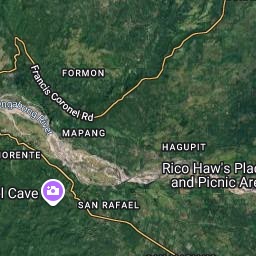 FORMON
Francis Coronel Rd
MAPANG
HAGUPIT
Rico Haw's Plac
and Picnic Are
ORENTE
l Cave
SAN RAFAEL